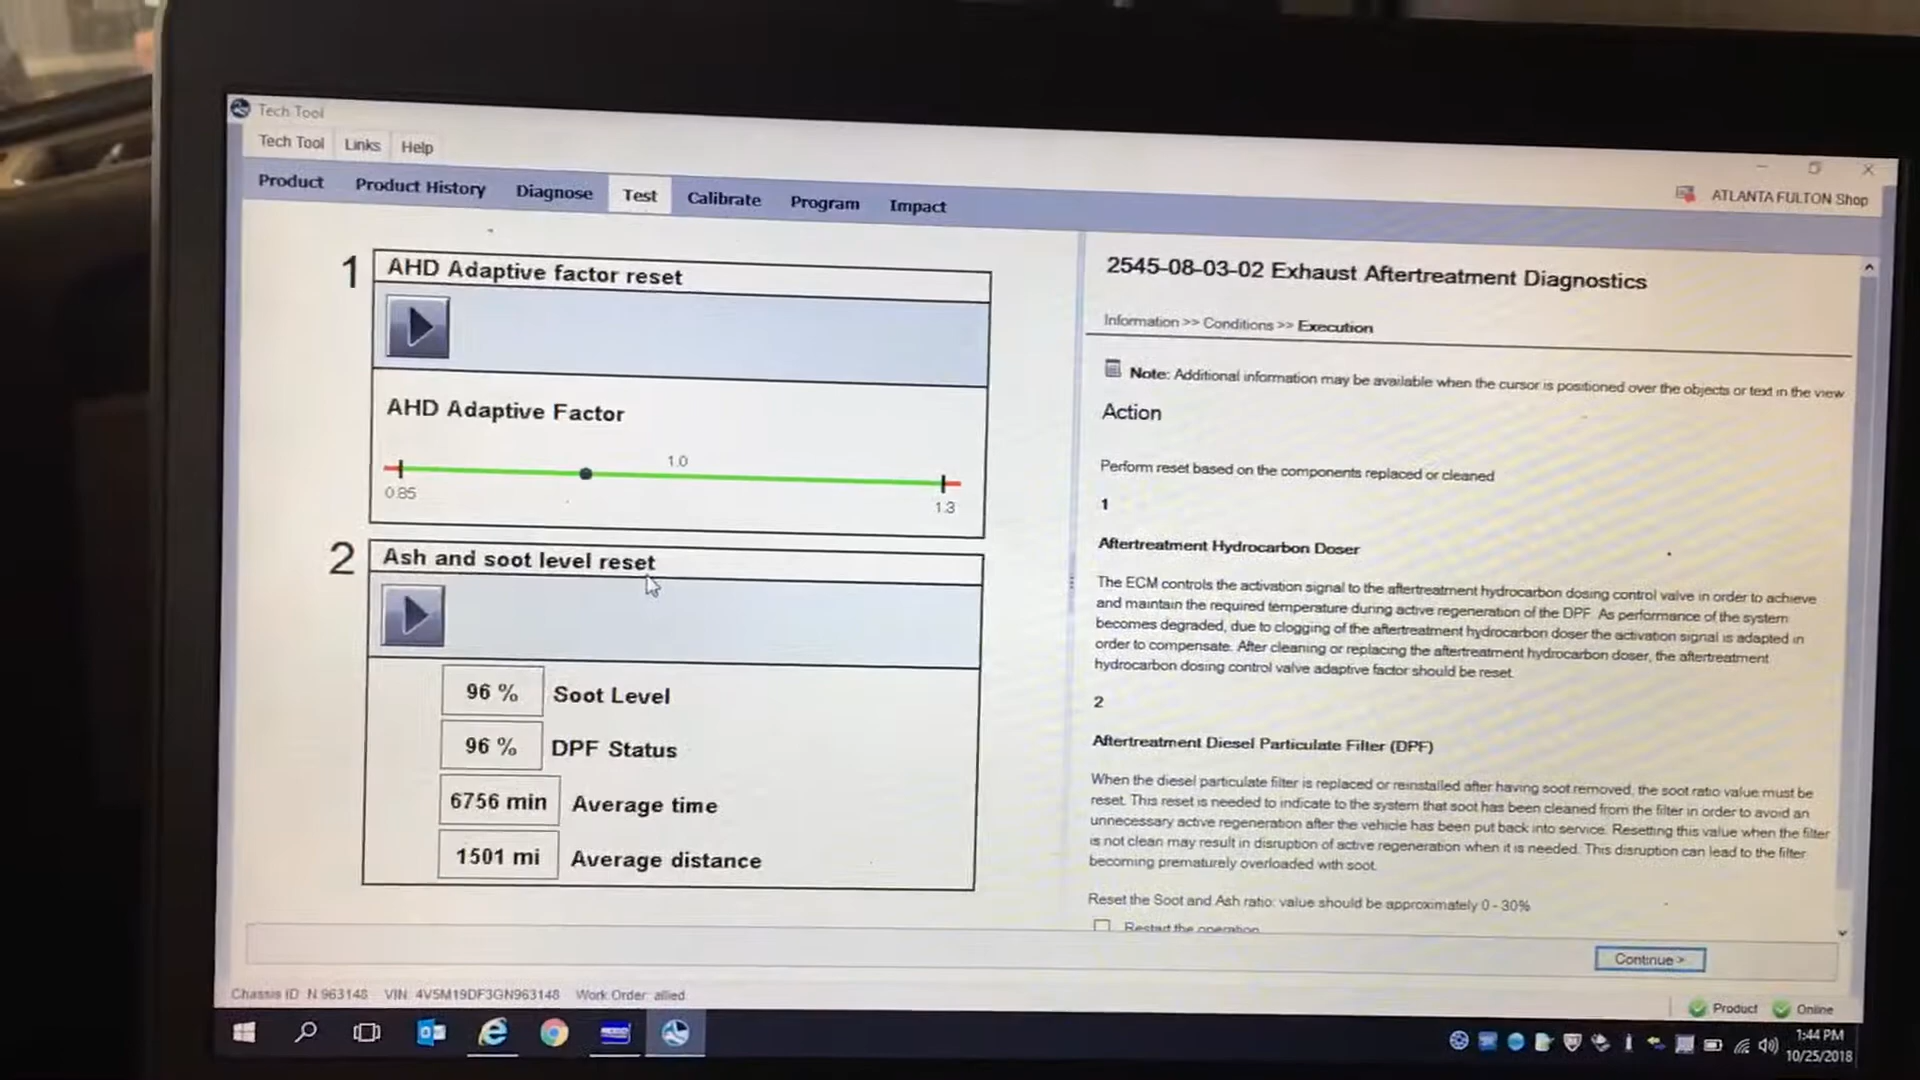 Tech Tool
Tech Tool Links Help
Product Product History Diagnose Test Calibrate Program Impact
ATLANTA FULTON Shop
1 AHD Adaptive factor reset
AHD Adaptive Factor
1.0
0.85
1.3
2 Ash and soot level reset
96 % Soot Level
96 % DPF Status
6756 min Average time
1501 mi Average distance
2545-08-03-02 Exhaust Aftertreatment Diagnostics
Information >> Conditions >> Execution
Note: Additional information may be available when the cursor is positioned over the objects or text in the view
Action
Perform reset based on the components replaced or cleaned
1
Aftertreatment Hydrocarbon Doser
The ECM controls the activation signal to the aftertreatment hydrocarbon dosing control valve in order to achieve
and maintain the required temperature during active regeneration of the DPF. As performance of the system
becomes degraded, due to clogging of the aftertreatment hydrocarbon doser the activation signal is adapted in
order to compensate. After cleaning or replacing the aftertreatment hydrocarbon doser, the aftertreatment
hydrocarbon dosing control valve adaptive factor should be reset.
2
Aftertreatment Diesel Particulate Filter (DPF)
When the diesel particulate filter is replaced or reinstalled after having soot removed, the soot ratio value must be
reset. This reset is needed to indicate to the system that soot has been cleaned from the filter in order to avoid an
unnecessary active regeneration after the vehicle has been put back into service. Resetting this value when the filter
is not clean may result in disruption of active regeneration when it is needed. This disruption can lead to the filter
becoming prematurely overloaded with soot.
Reset the Soot and Ash ratio: value should be approximately 0 - 30%
Restart the operation
Continue >
Chassis ID: N 963148 VIN: 4V5M19DF3GN963148 Work Order: allied
Product Online
1:44 PM
10/25/2018